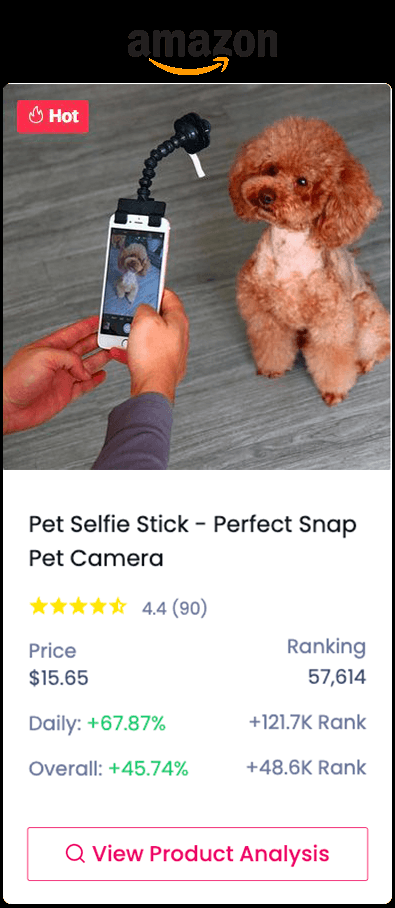 amazon
Hot
Pet Selfie Stick - Perfect Snap
Pet Camera
4.4 (90)
Price
Ranking
$15.65
57,614
Daily: +67.87%
+121.7K Rank
Overall: +45.74%
+48.6K Rank
View Product Analysis